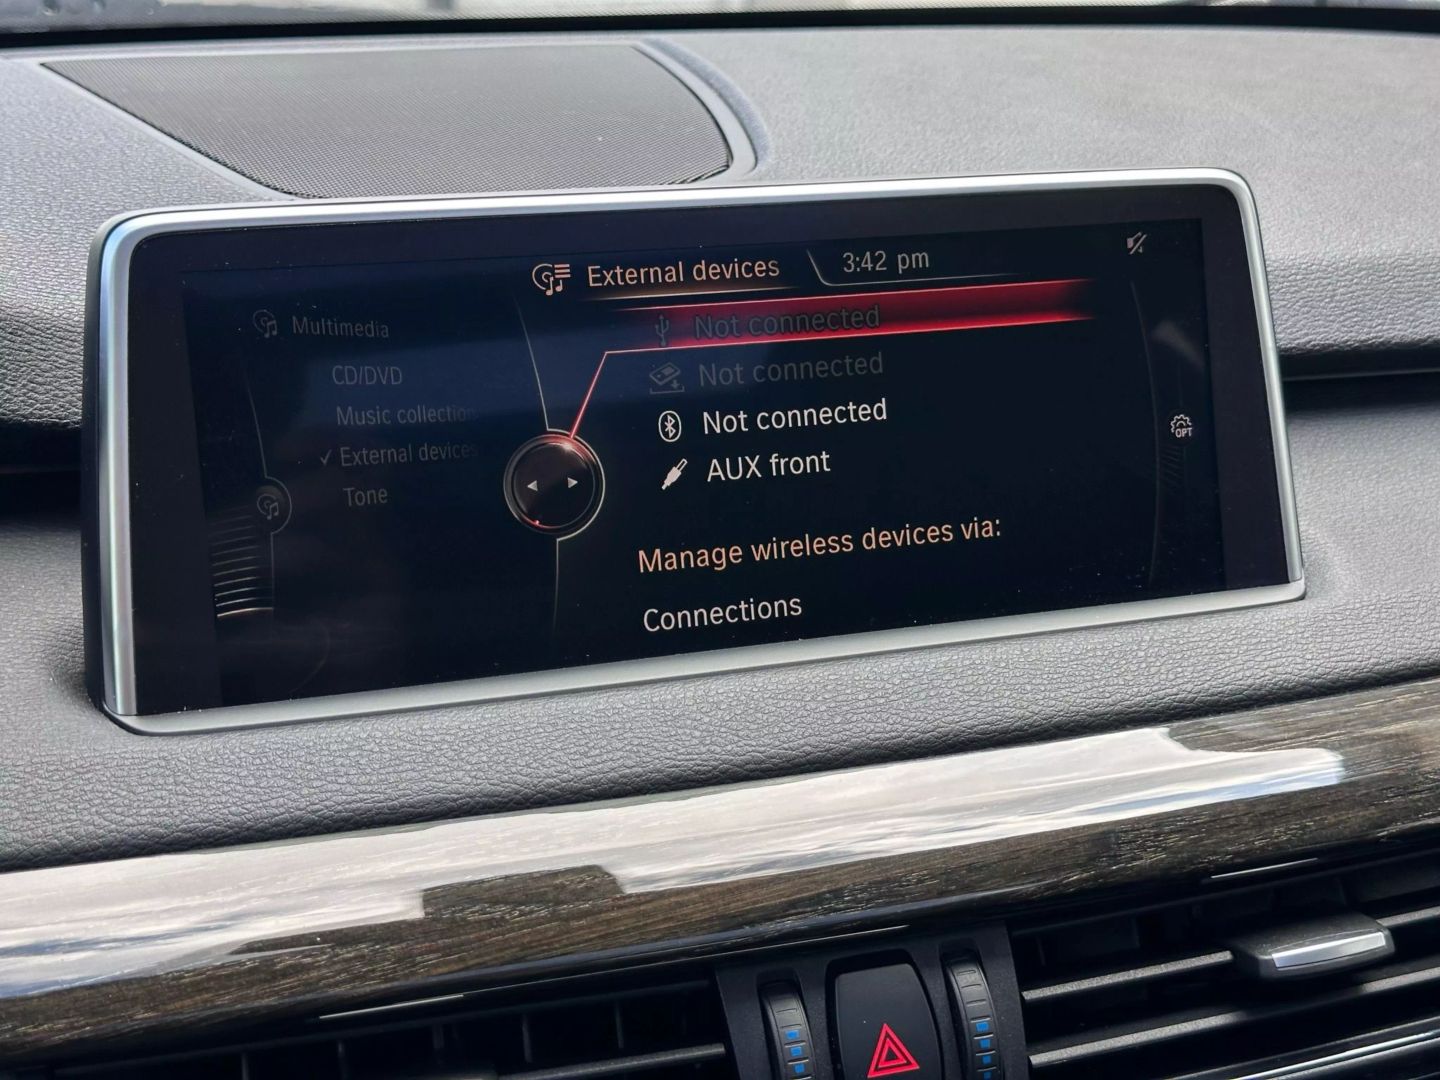 External devices
3:42 pm
Multimedia
CD/DVD
Music collection
External devices
Tone
Not connected
Not connected
Not connected
AUX front
Manage wireless devices via:
Connections
OPT